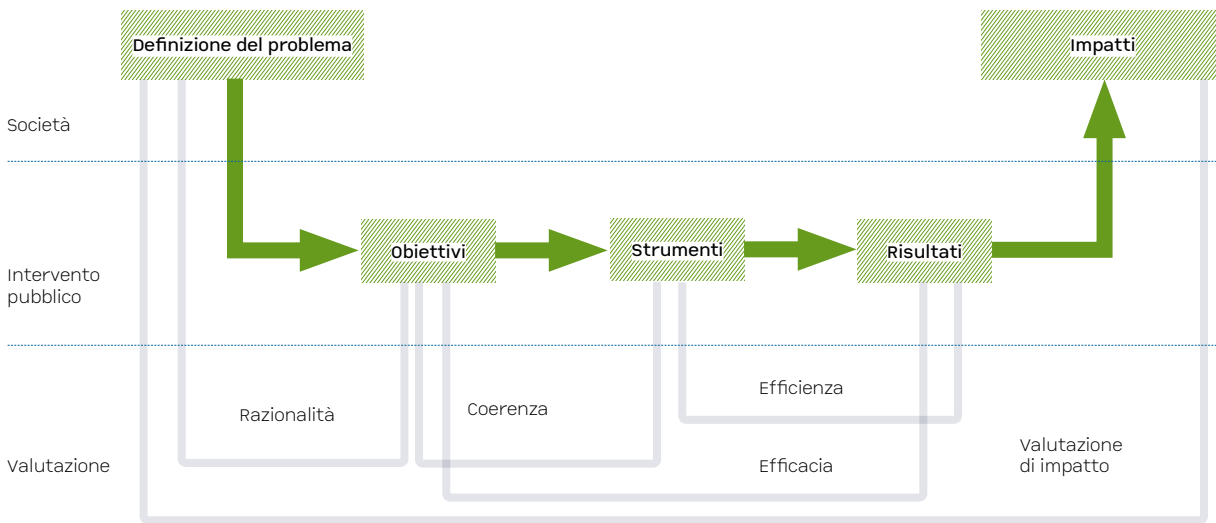 Definizione del problema
Impatti
Società
Obiettivi
Strumenti
Risultati
Intervento
pubblico
Efficienza
Razionalità
Coerenza
Valutazione
di impatto
Valutazione
Efficacia